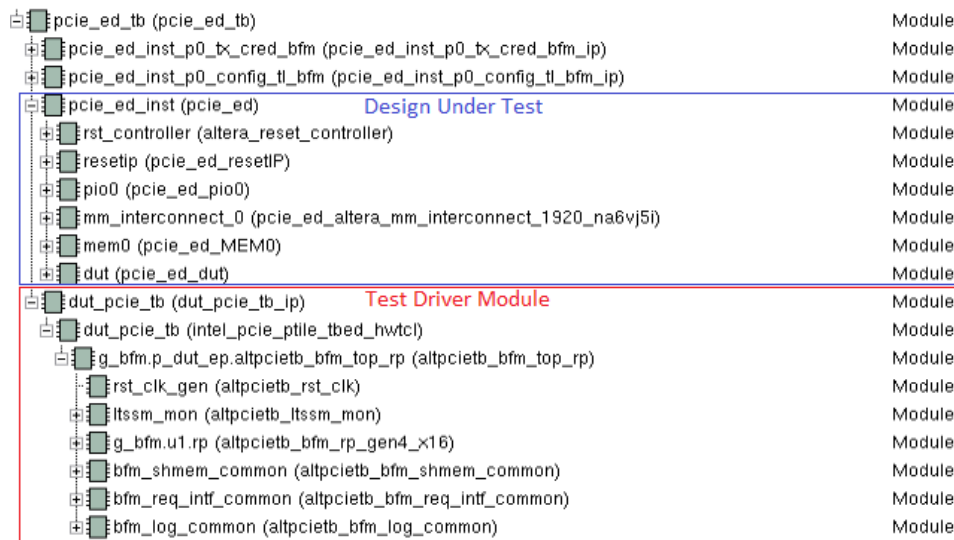 pcie_ed_tb (pcie_ed_tb) Module
pcie_ed_inst_p0_tx_cred_bfm (pcie_ed_inst_p0_tx_cred_bfm_ip) Module
pcie_ed_inst_p0_config_tl_bfm (pcie_ed_inst_p0_config_tl_bfm_ip) Module
pcie_ed_inst (pcie_ed) Design Under Test Module
rst_controller (altera_reset_controller) Module
resetip (pcie_ed_resetIP) Module
pio0 (pcie_ed_pio0) Module
mm_interconnect_0 (pcie_ed_altera_mm_interconnect_1920_na6vj5i) Module
mem0 (pcie_ed_MEM0) Module
dut (pcie_ed_dut) Module
dut_pcie_tb (dut_pcie_tb_ip) Test Driver Module Module
dut_pcie_tb (intel_pcie_ptile_tbed_hwtcl) Module
g_bfm.p_dut_ep.altpcietb_bfm_top_rp (altpcietb_bfm_top_rp) Module
rst_clk_gen (altpcietb_rst_clk) Module
ltssm_mon (altpcietb_ltssm_mon) Module
g_bfm.u1.rp (altpcietb_bfm_rp_gen4_x16) Module
bfm_shmem_common (altpcietb_bfm_shmem_common) Module
bfm_req_intf_common (altpcietb_bfm_req_intf_common) Module
bfm_log_common (altpcietb_bfm_log_common) Module